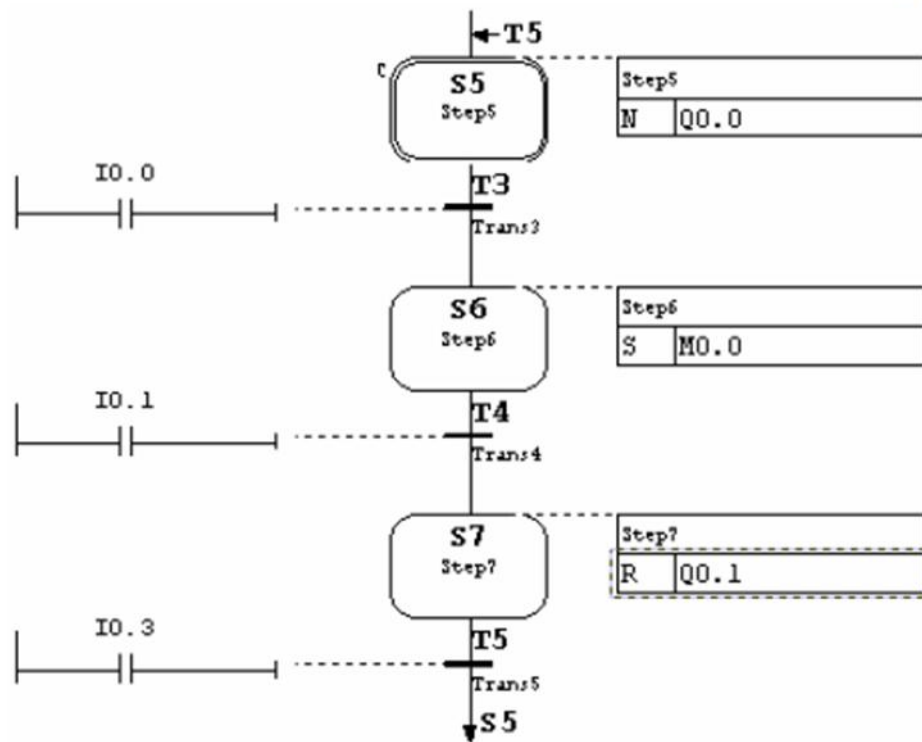 T5
C
S5
Step5
Step5
N Q0.0
I0.0
T3
Trans3
S6
Step6
Step6
S M0.0
I0.1
T4
Trans4
S7
Step7
Step7
R Q0.1
I0.3
T5
Trans5
S5